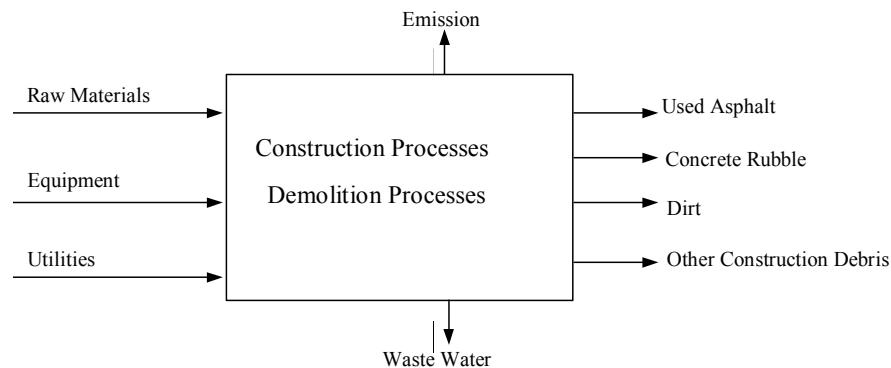 Emission
Raw Materials
Used Asphalt
Construction Processes
Concrete Rubble
Equipment
Demolition Processes
Dirt
Utilities
Other Construction Debris
Waste Water